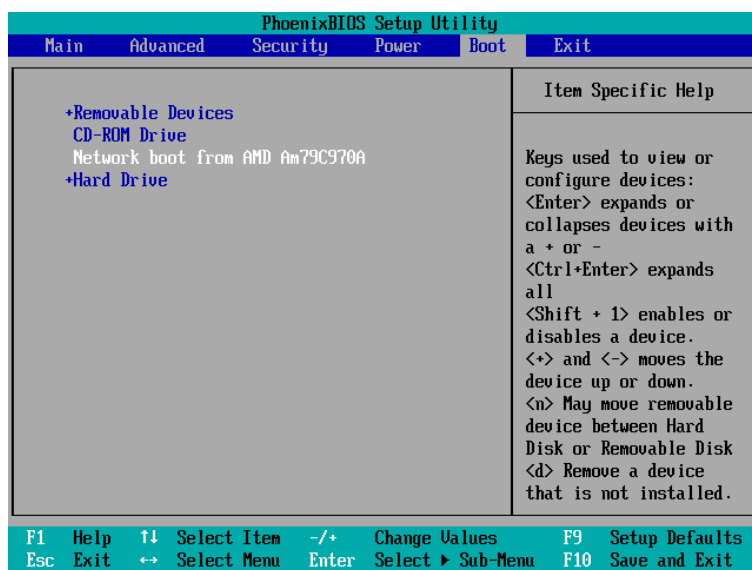 PhoenixBIOS Setup Utility
Main Advanced Security Power Boot Exit
+Removable Devices
CD-ROM Drive
Network boot from AMD Am79C970A
+Hard Drive
Item Specific Help
Keys used to view or
configure devices:
<Enter> expands or
collapses devices with
a + or -
<Ctrl+Enter> expands
all
<Shift + 1> enables or
disables a device.
<+> and <-> moves the
device up or down.
<n> May move removable
device between Hard
Disk or Removable Disk
<d> Remove a device
that is not installed.
F1 Help ↑↓ Select Item -/+ Change Values F9 Setup Defaults
Esc Exit ↔ Select Menu Enter Select ▶ Sub-Menu F10 Save and Exit